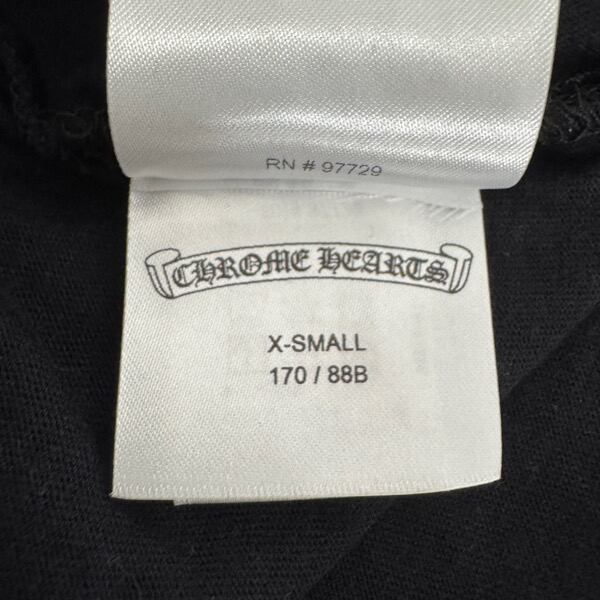 RN # 97729
CHROME HEARTS
X-SMALL
170 / 88B